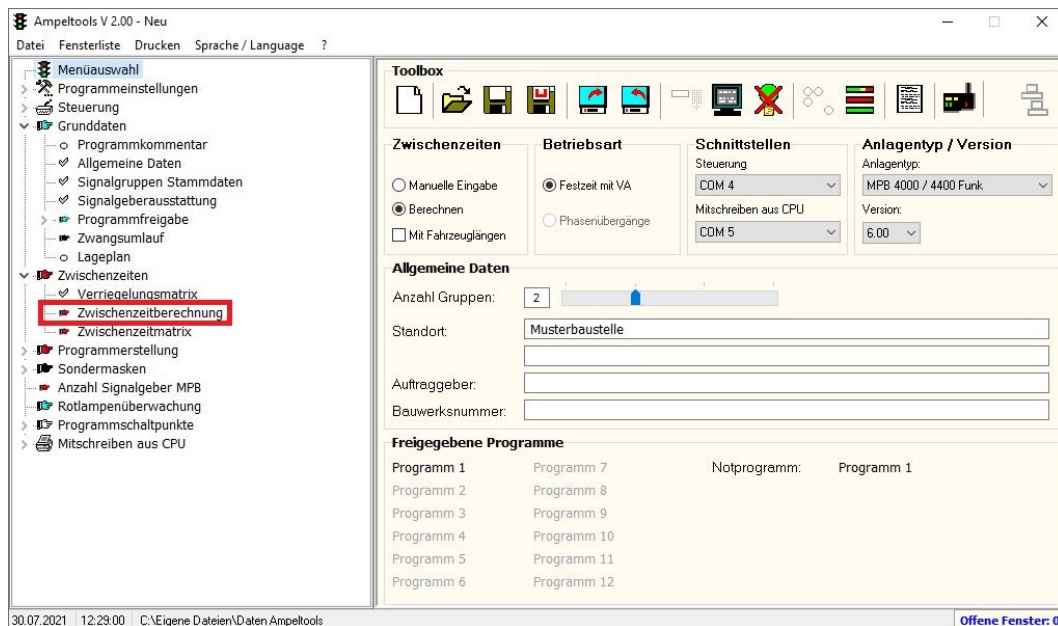 Ampeltools V 2.00 - Neu
Datei Fensterliste Drucken Sprache / Language ?
Menüauswahl
Programmeinstellungen
Steuerung
Grunddaten
Programmkommentar
Allgemeine Daten
Signalgruppen Stammdaten
Signalgeberausstattung
Programmfreigabe
Zwangsumlauf
Lageplan
Zwischenzeiten
Verriegelungsmatrix
Zwischenzeitberechnung
Zwischenzeitmatrix
Programmerstellung
Sondermasken
Anzahl Signalgeber MPB
Rotlampenüberwachung
Programmschaltpunkte
Mitschreiben aus CPU
Toolbox
Zwischenzeiten
Manuelle Eingabe
Berechnen
Mit Fahrzeuglängen
Betriebsart
Festzeit mit VA
Phasenübergänge
Schnittstellen
Steuerung
COM 4
Mitschreiben aus CPU
COM 5
Anlagentyp / Version
Anlagentyp:
MPB 4000 / 4400 Funk
Version:
6.00
Allgemeine Daten
Anzahl Gruppen: 2
Standort: Musterbaustelle
Auftraggeber:
Bauwerksnummer:
Freigegebene Programme
Programm 1 Programm 7 Notprogramm: Programm 1
Programm 2 Programm 8
Programm 3 Programm 9
Programm 4 Programm 10
Programm 5 Programm 11
Programm 6 Programm 12
30.07.2021 12:29:00 C:\Eigene Dateien\Daten Ampeltools Offene Fenster: 0